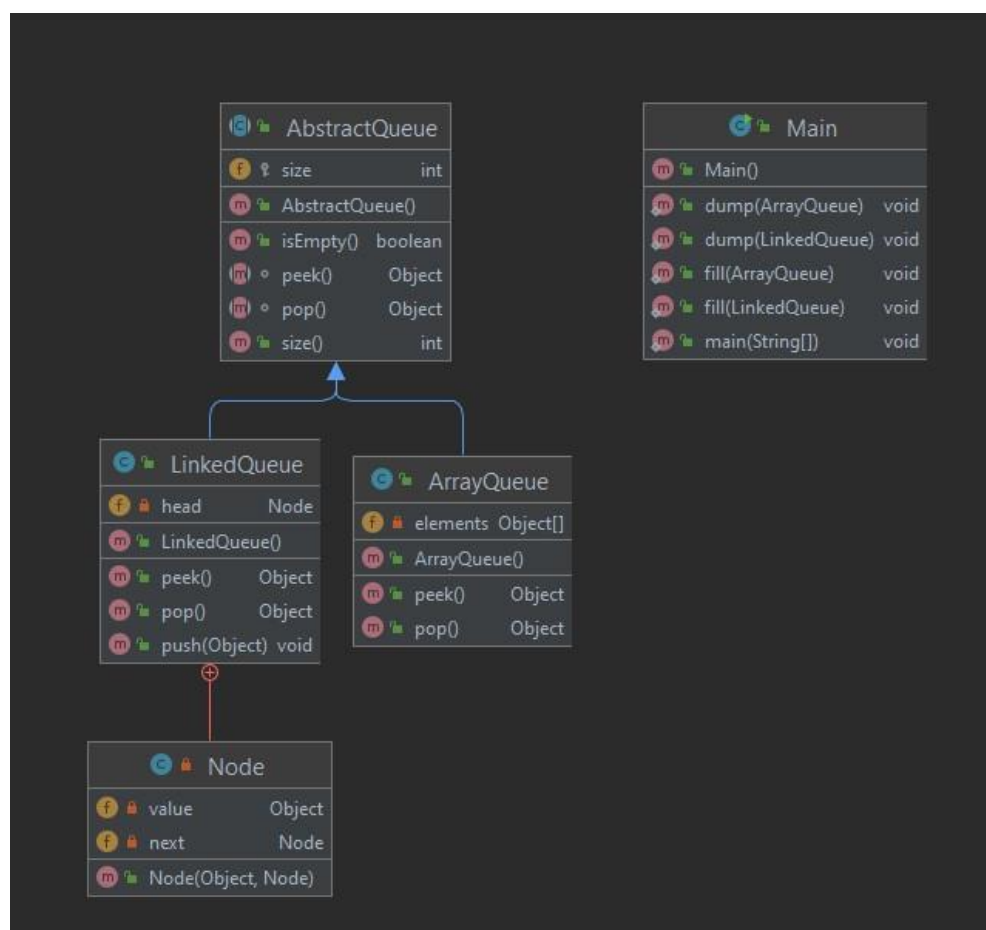 AbstractQueue
size int
AbstractQueue()
isEmpty() boolean
peek() Object
pop() Object
size() int
Main
Main()
dump(ArrayQueue) void
dump(LinkedQueue) void
fill(ArrayQueue) void
fill(LinkedQueue) void
main(String[]) void
LinkedQueue
head Node
LinkedQueue()
peek() Object
pop() Object
push(Object) void
ArrayQueue
elements Object[]
ArrayQueue()
peek() Object
pop() Object
Node
value Object
next Node
Node(Object, Node)